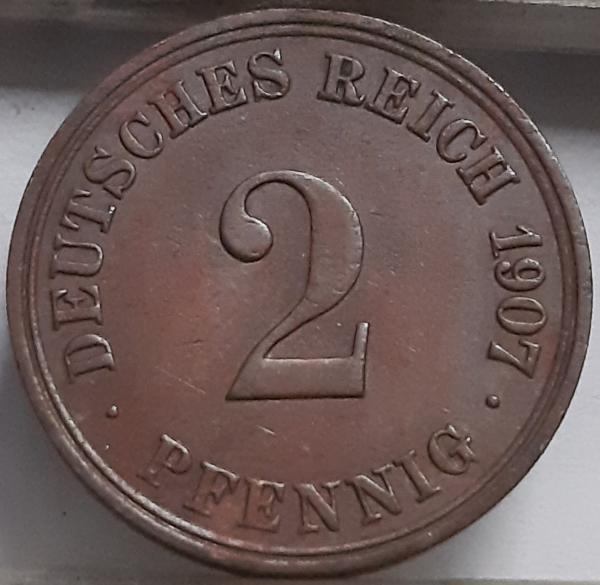 DEUTSCHES REICH 1907 ·
2
· PFENNIG